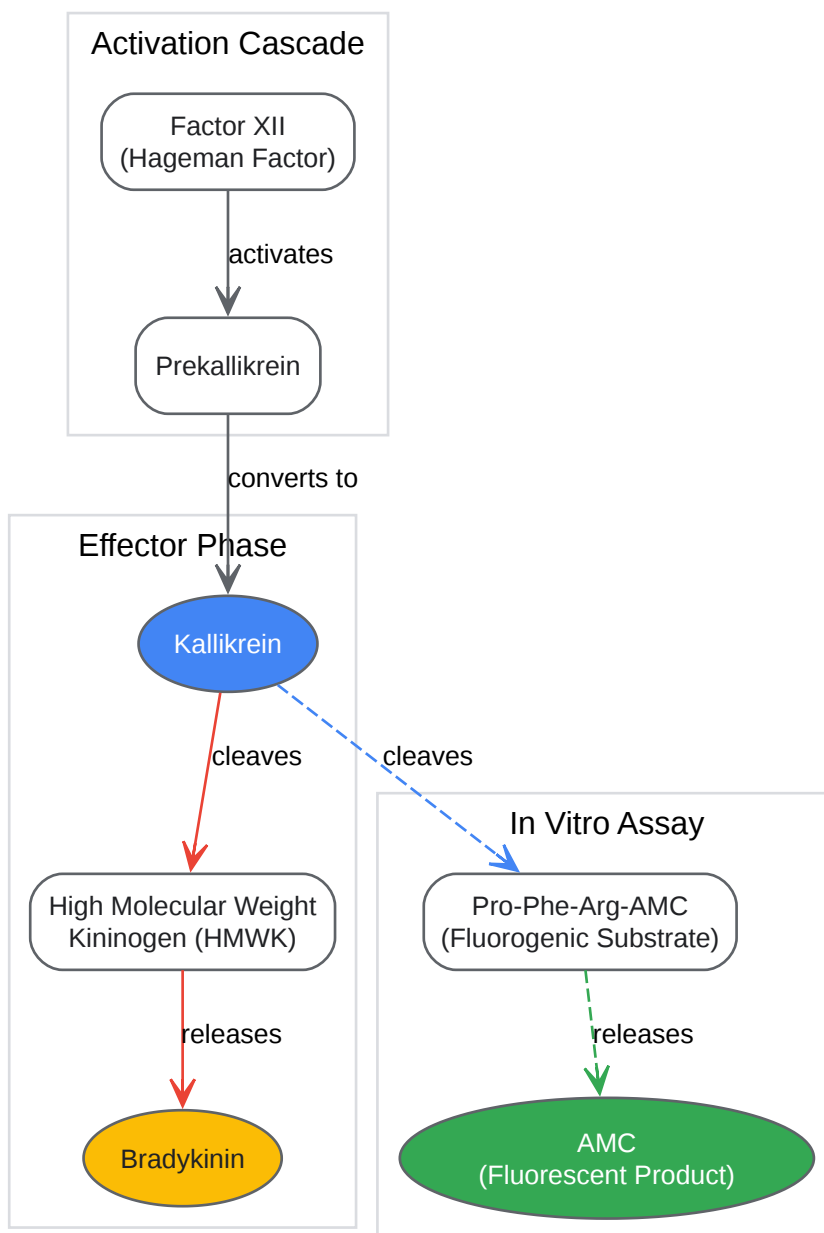 Activation Cascade
Factor XII
(Hageman Factor)
activates
Prekallikrein
converts to
Effector Phase
Kallikrein
cleaves
cleaves
In Vitro Assay
High Molecular Weight
Kininogen (HMWK)
Pro-Phe-Arg-AMC
(Fluorogenic Substrate)
releases
releases
Bradykinin
AMC
(Fluorescent Product)